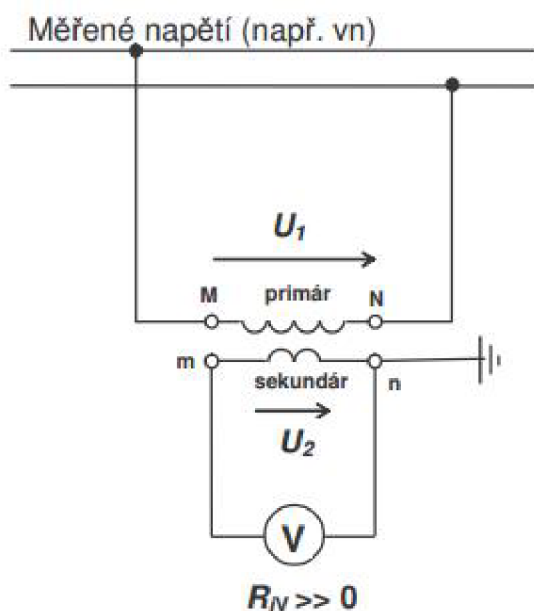 Měřené napětí (např. vn)
U1
M primár N
m sekundár n
U2
V
RiV >> 0